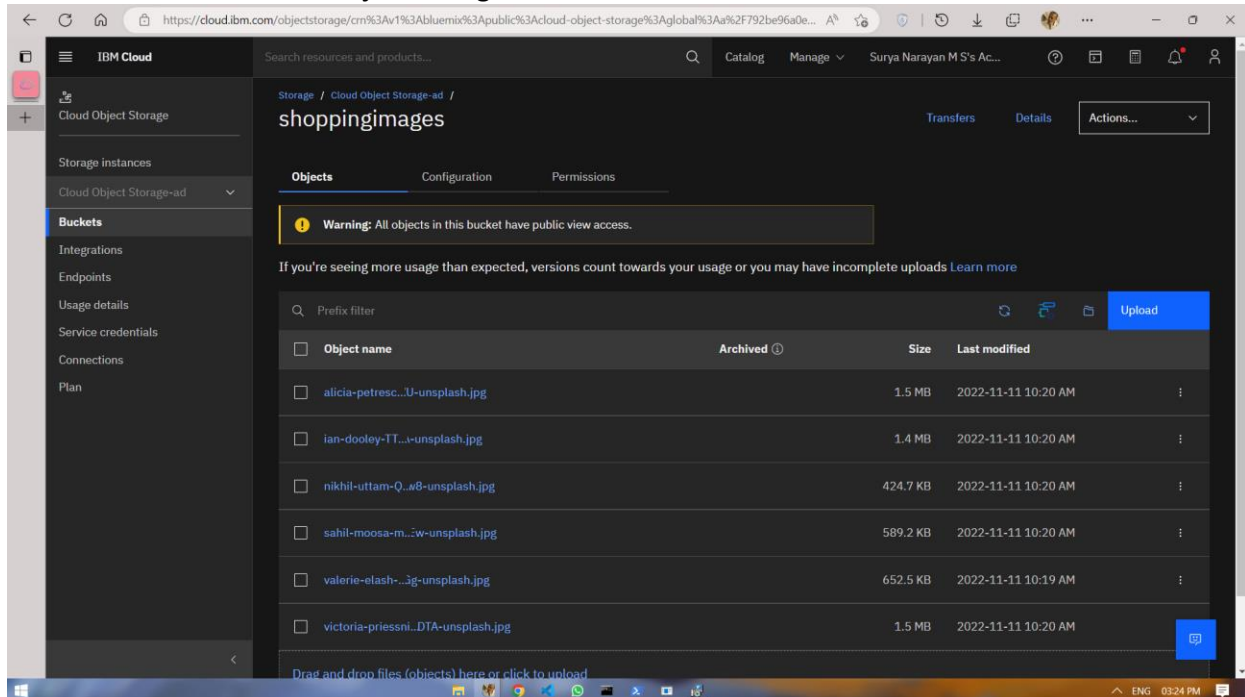 https://cloud.ibm.com/objectstorage/crn%3Av1%3Abluemix%3Apublic%3Acloud-object-storage%3Aglobal%3Aa%2F792be96a0e...
IBM Cloud
Search resources and products...
Catalog
Manage
Surya Narayan M S's Ac...
Cloud Object Storage
Storage instances
Cloud Object Storage-ad
Buckets
Integrations
Endpoints
Usage details
Service credentials
Connections
Plan
Storage / Cloud Object Storage-ad /
shoppingimages
Transfers
Details
Actions...
Objects
Configuration
Permissions
Warning: All objects in this bucket have public view access.
If you're seeing more usage than expected, versions count towards your usage or you may have incomplete uploads Learn more
Prefix filter
Upload
Object name Archived Size Last modified
alicia-petresc...U-unsplash.jpg 1.5 MB 2022-11-11 10:20 AM
ian-dooley-TT...-unsplash.jpg 1.4 MB 2022-11-11 10:20 AM
nikhil-uttam-Q...8-unsplash.jpg 424.7 KB 2022-11-11 10:20 AM
sahil-moosa-m...w-unsplash.jpg 589.2 KB 2022-11-11 10:20 AM
valerie-elash-...g-unsplash.jpg 652.5 KB 2022-11-11 10:19 AM
victoria-priessni...DTA-unsplash.jpg 1.5 MB 2022-11-11 10:20 AM
Drag and drop files (objects) here or click to upload
ENG 03:24 PM